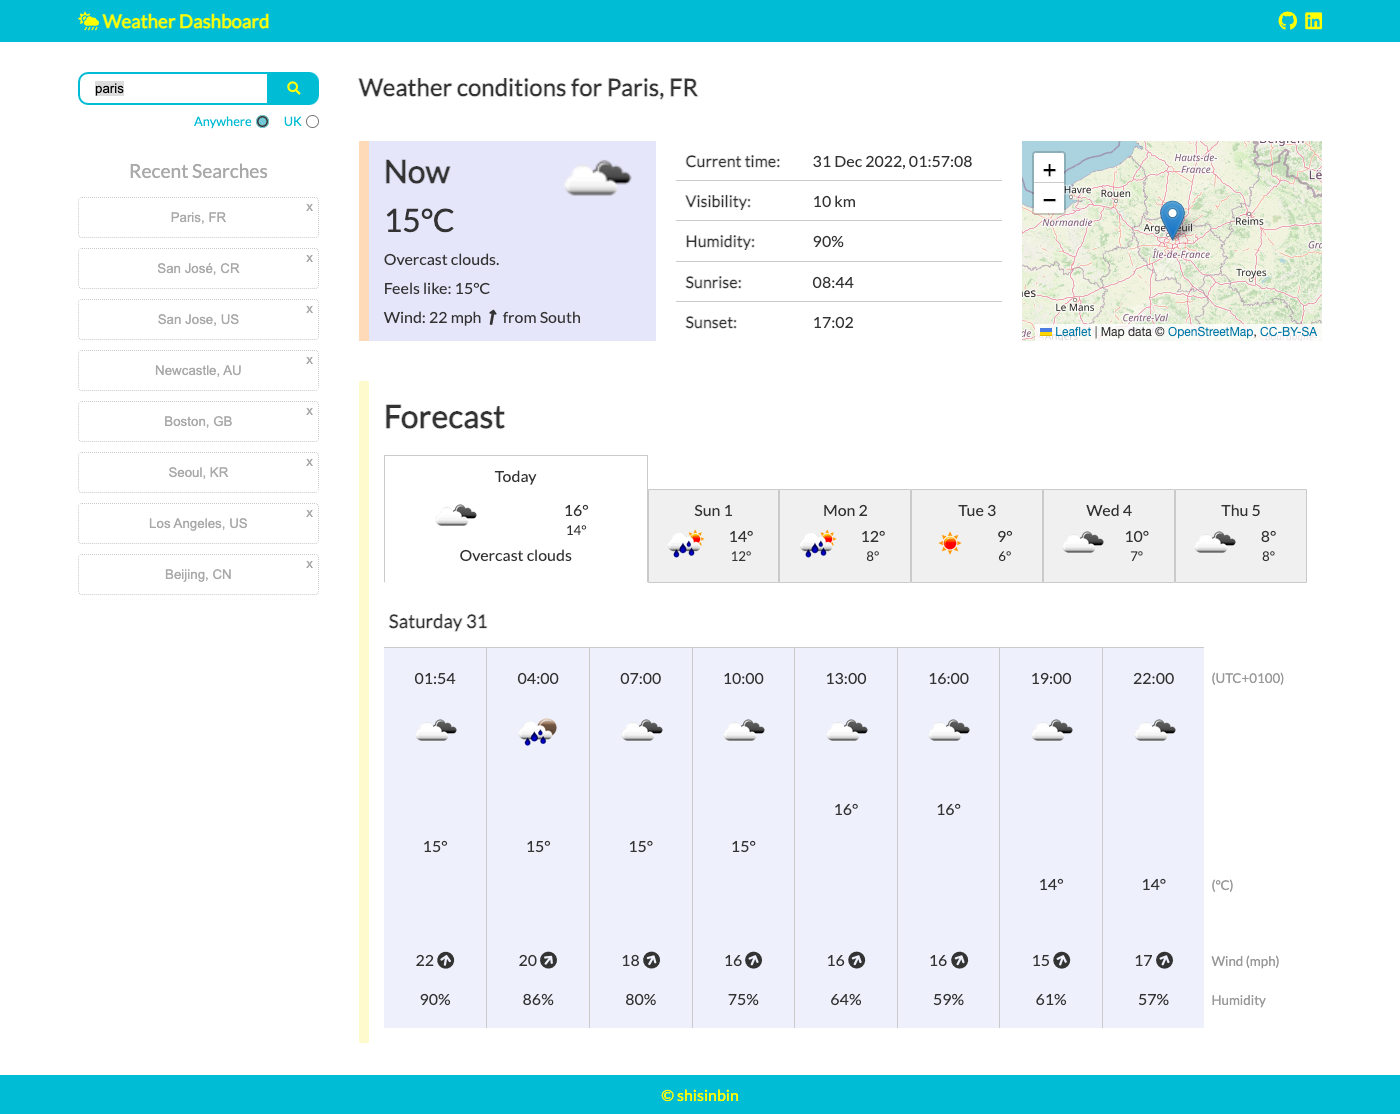 Weather Dashboard
paris
Anywhere UK
Recent Searches
Paris, FR x
San José, CR x
San Jose, US x
Newcastle, AU x
Boston, GB x
Seoul, KR x
Los Angeles, US x
Beijing, CN x
Weather conditions for Paris, FR
Now
15°C
Overcast clouds.
Feels like: 15°C
Wind: 22 mph from South
Current time: 31 Dec 2022, 01:57:08
Visibility: 10 km
Humidity: 90%
Sunrise: 08:44
Sunset: 17:02
+
−
Hauts-de-
France
Havre Rouen
Normandie
Reims
Île-de-France
Troyes
Le Mans
Centre-Val
Leaflet | Map data © OpenStreetMap, CC-BY-SA
Forecast
Today
16°
14°
Overcast clouds
Sun 1
14°
12°
Mon 2
12°
8°
Tue 3
9°
6°
Wed 4
10°
7°
Thu 5
8°
8°
Saturday 31
01:54 04:00 07:00 10:00 13:00 16:00 19:00 22:00 (UTC+0100)
16° 16°
15° 15° 15° 15°
14° 14° (°C)
22 20 18 16 16 16 15 17 Wind (mph)
90% 86% 80% 75% 64% 59% 61% 57% Humidity
© shisinbin